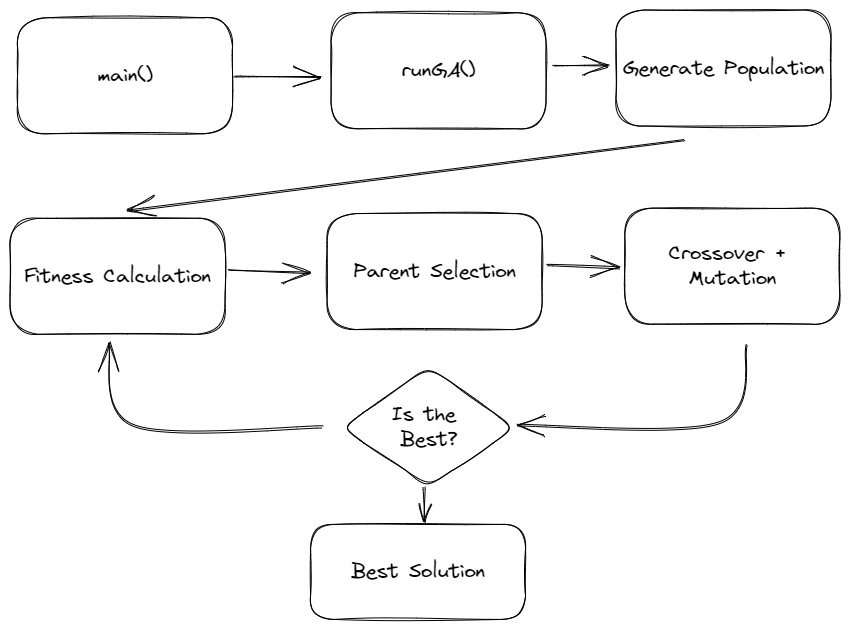 main()
runGA()
Generate Population
Fitness Calculation
Parent Selection
Crossover +
Mutation
Is the
Best?
Best Solution